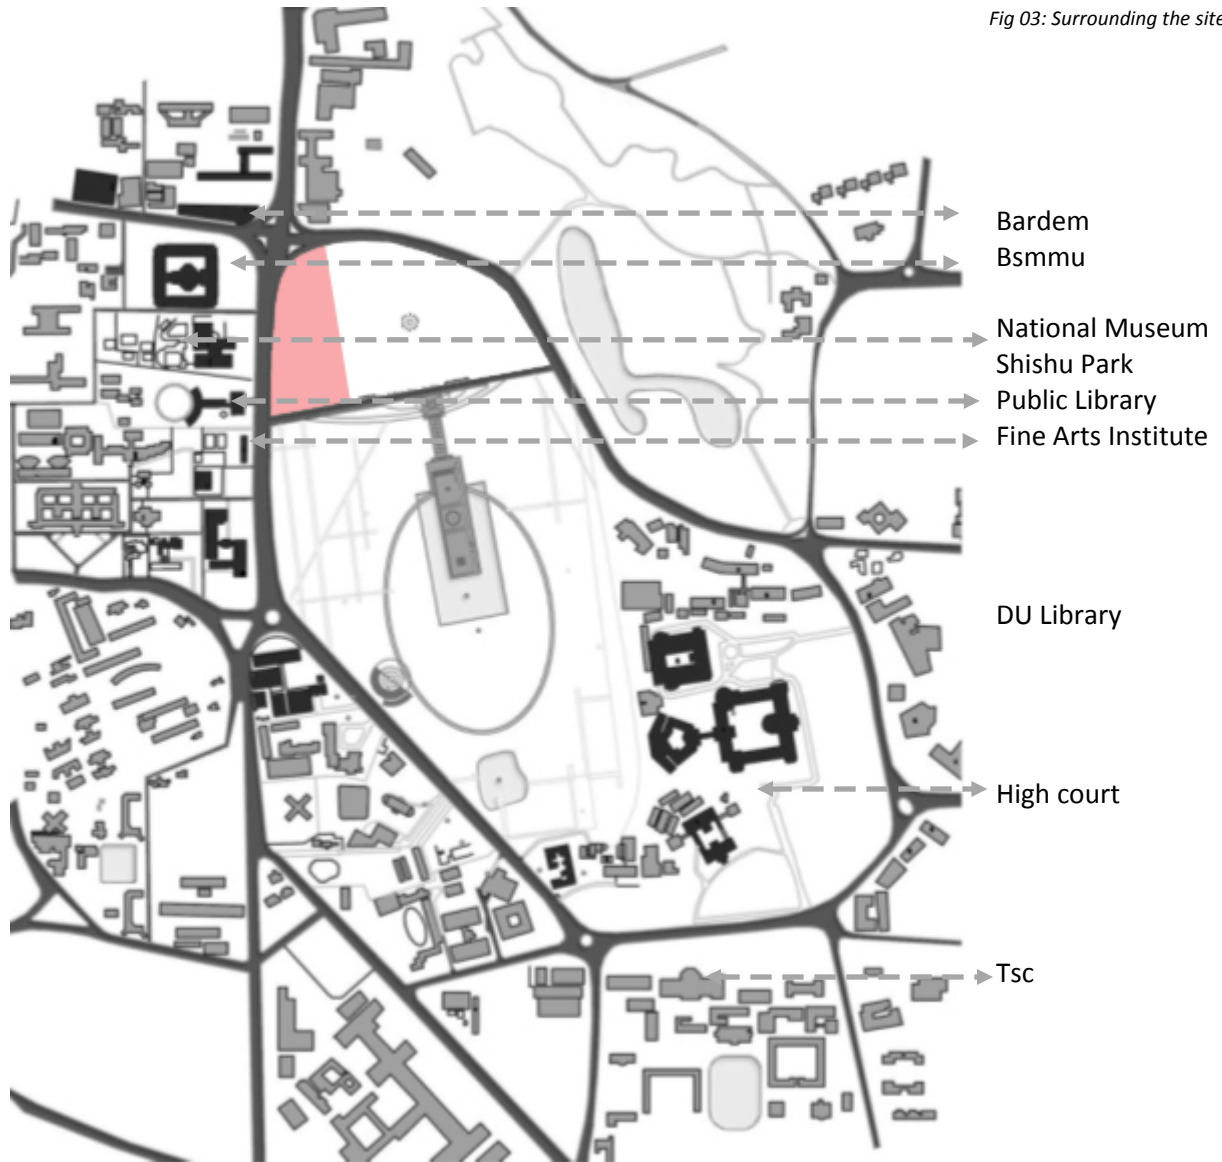 Fig 03: Surrounding the site
Bardem
Bsmmu
National Museum
Shishu Park
Public Library
Fine Arts Institute
DU Library
High court
Tsc